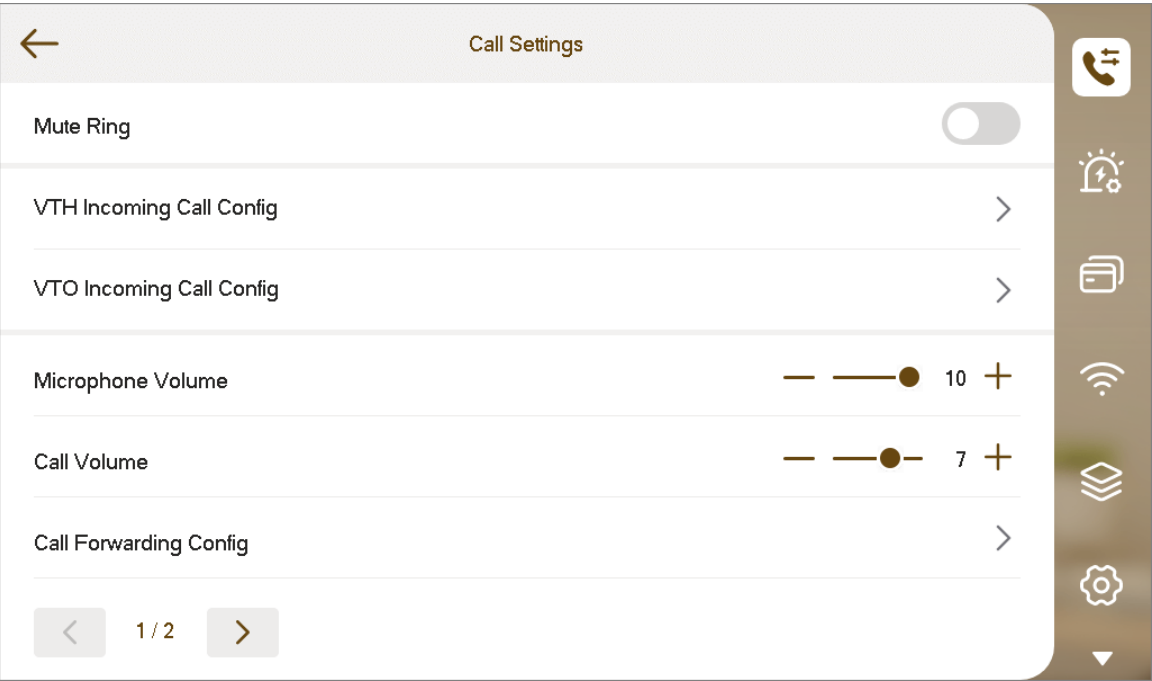 Call Settings
Mute Ring
VTH Incoming Call Config
VTO Incoming Call Config
Microphone Volume 10
Call Volume 7
Call Forwarding Config
1 / 2